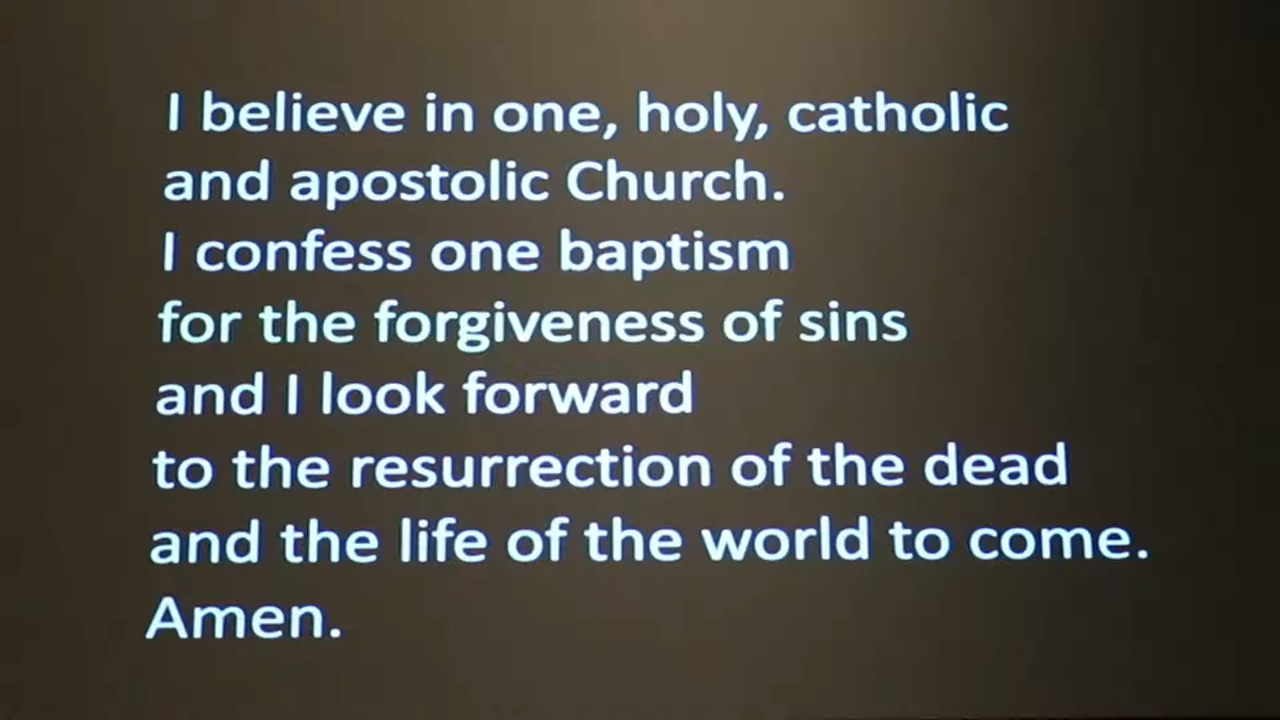 I believe in one, holy, catholic
and apostolic Church.
I confess one baptism
for the forgiveness of sins
and I look forward
to the resurrection of the dead
and the life of the world to come.
Amen.